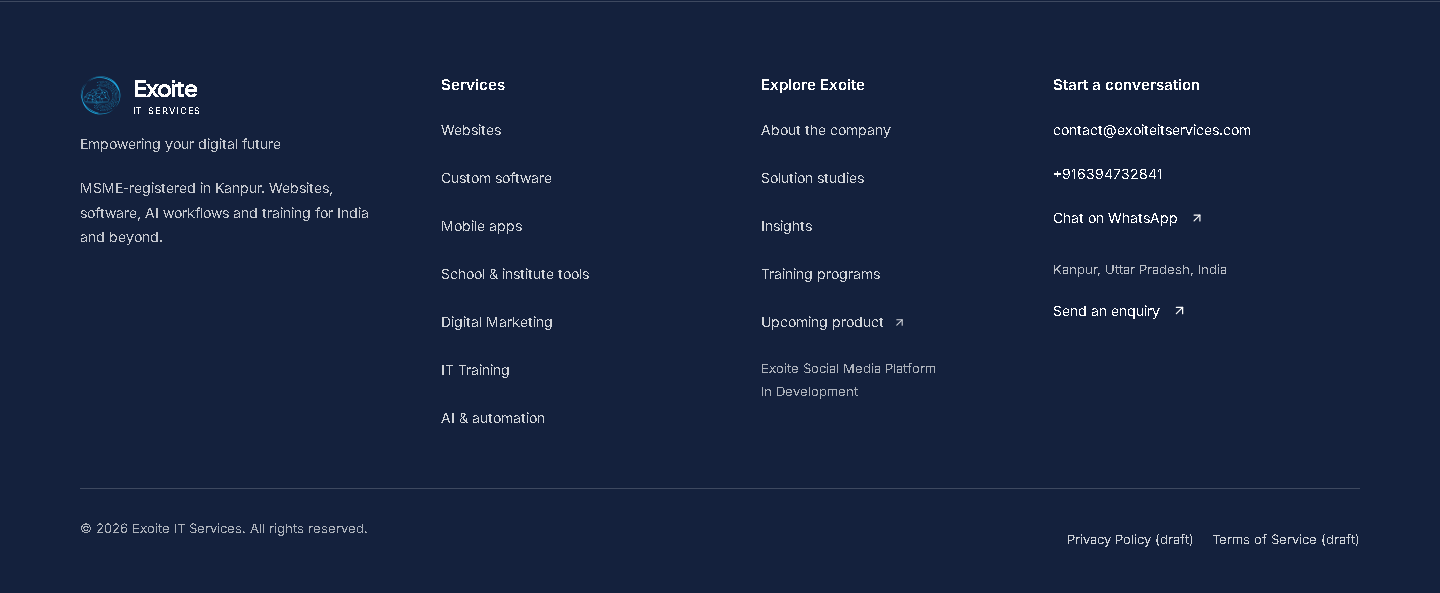 Exoite
IT SERVICES
Empowering your digital future
MSME-registered in Kanpur. Websites,
software, AI workflows and training for India
and beyond.
Services
Websites
Custom software
Mobile apps
School & institute tools
Digital Marketing
IT Training
AI & automation
Explore Exoite
About the company
Solution studies
Insights
Training programs
Upcoming product
Exoite Social Media Platform
In Development
Start a conversation
contact@exoiteitservices.com
+916394732841
Chat on WhatsApp
Kanpur, Uttar Pradesh, India
Send an enquiry
© 2026 Exoite IT Services. All rights reserved.
Privacy Policy (draft)
Terms of Service (draft)